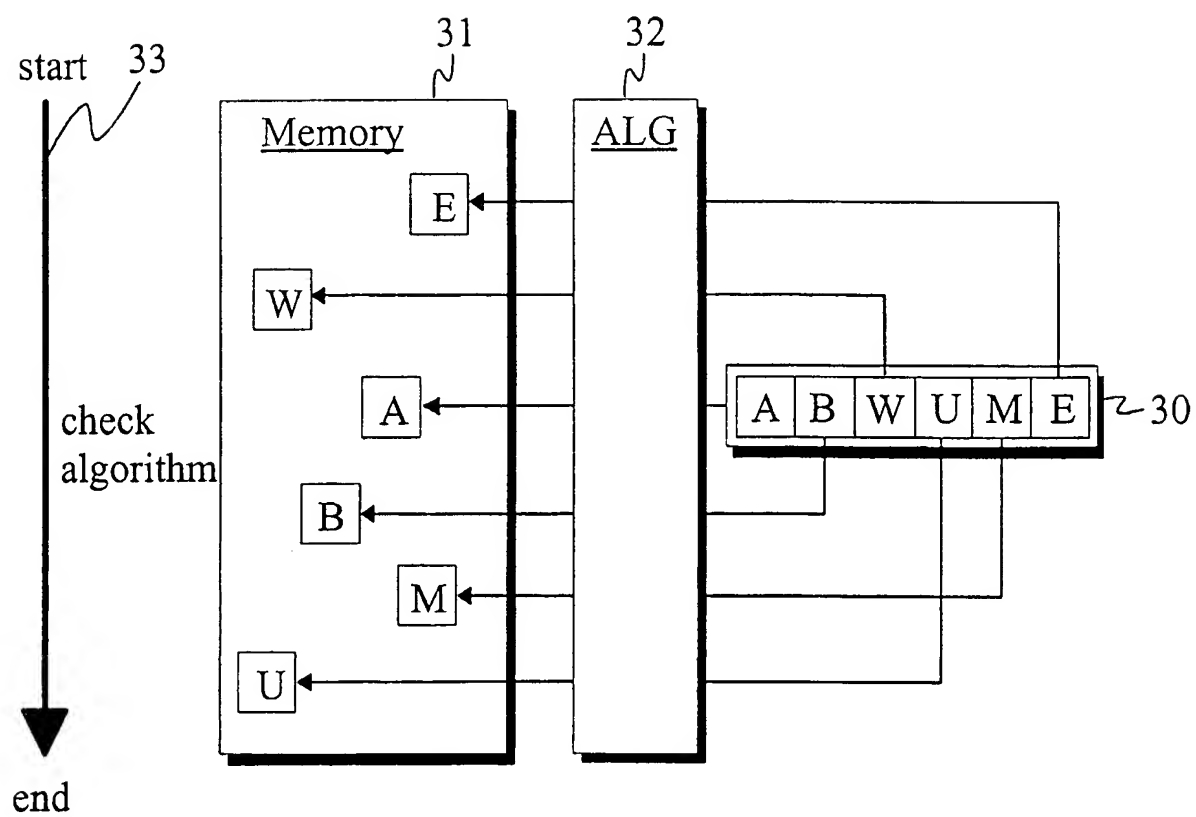 31
32
start
33
Memory
ALG
E
W
A
A B W U M E
30
check
algorithm
B
M
U
end